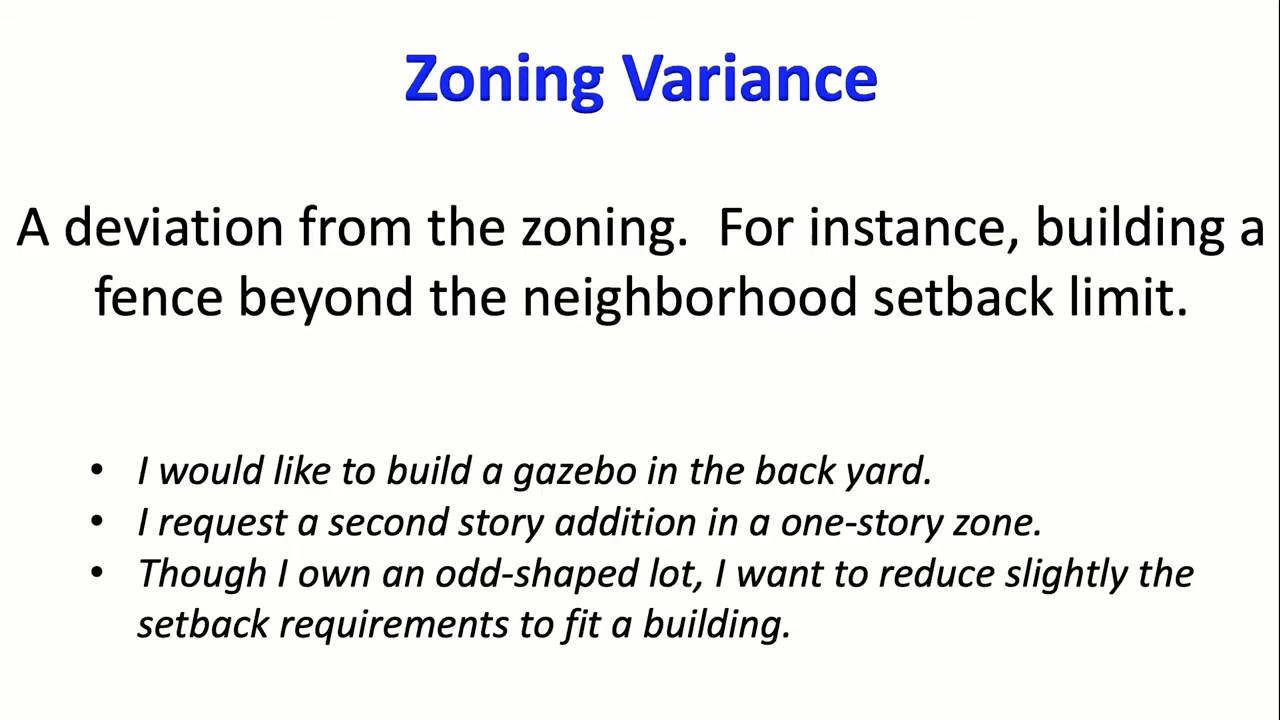 Zoning Variance
A deviation from the zoning.  For instance, building a
fence beyond the neighborhood setback limit.
• I would like to build a gazebo in the back yard.
• I request a second story addition in a one-story zone.
• Though I own an odd-shaped lot, I want to reduce slightly the
setback requirements to fit a building.